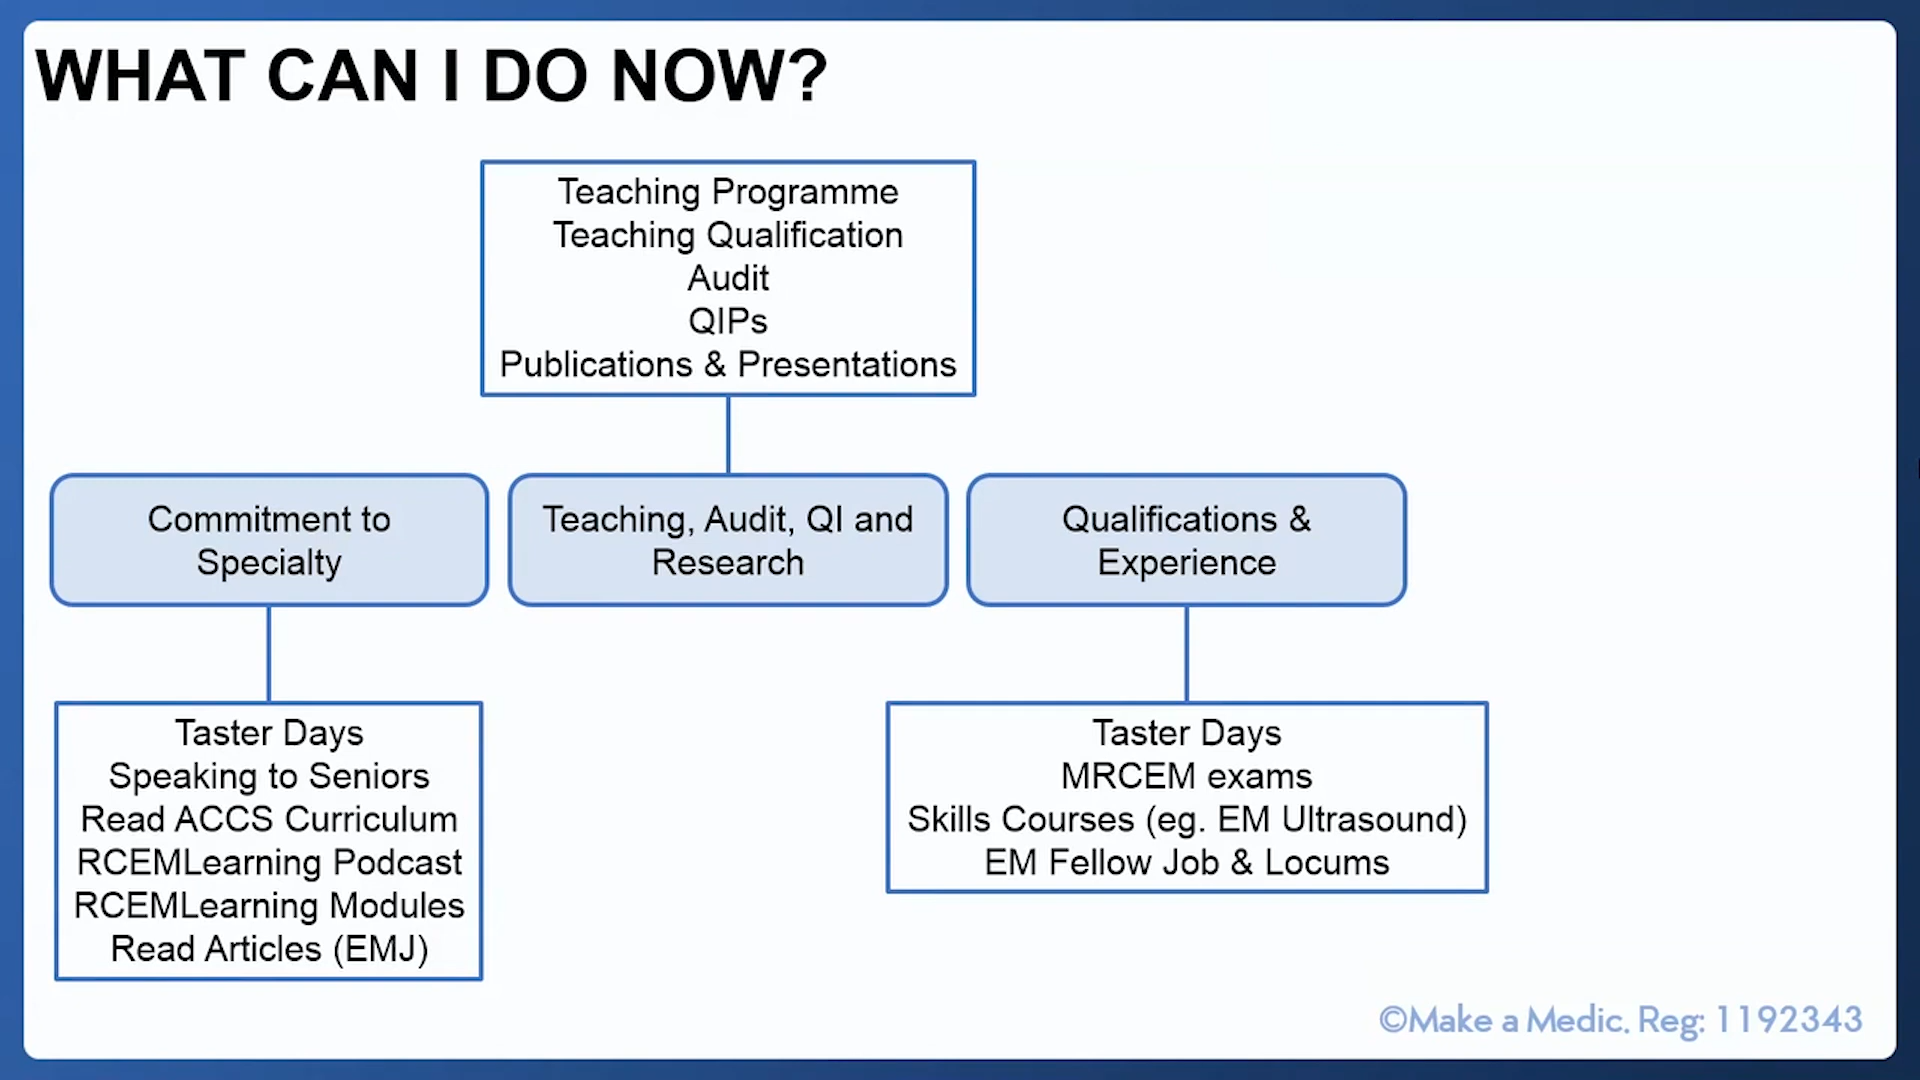 WHAT CAN I DO NOW?
Teaching Programme
Teaching Qualification
Audit
QIPs
Publications & Presentations
Commitment to
Specialty
Teaching, Audit, QI and
Research
Qualifications &
Experience
Taster Days
Speaking to Seniors
Read ACCS Curriculum
RCEMLearning Podcast
RCEMLearning Modules
Read Articles (EMJ)
Taster Days
MRCEM exams
Skills Courses (eg. EM Ultrasound)
EM Fellow Job & Locums
©Make a Medic. Reg: 1192343